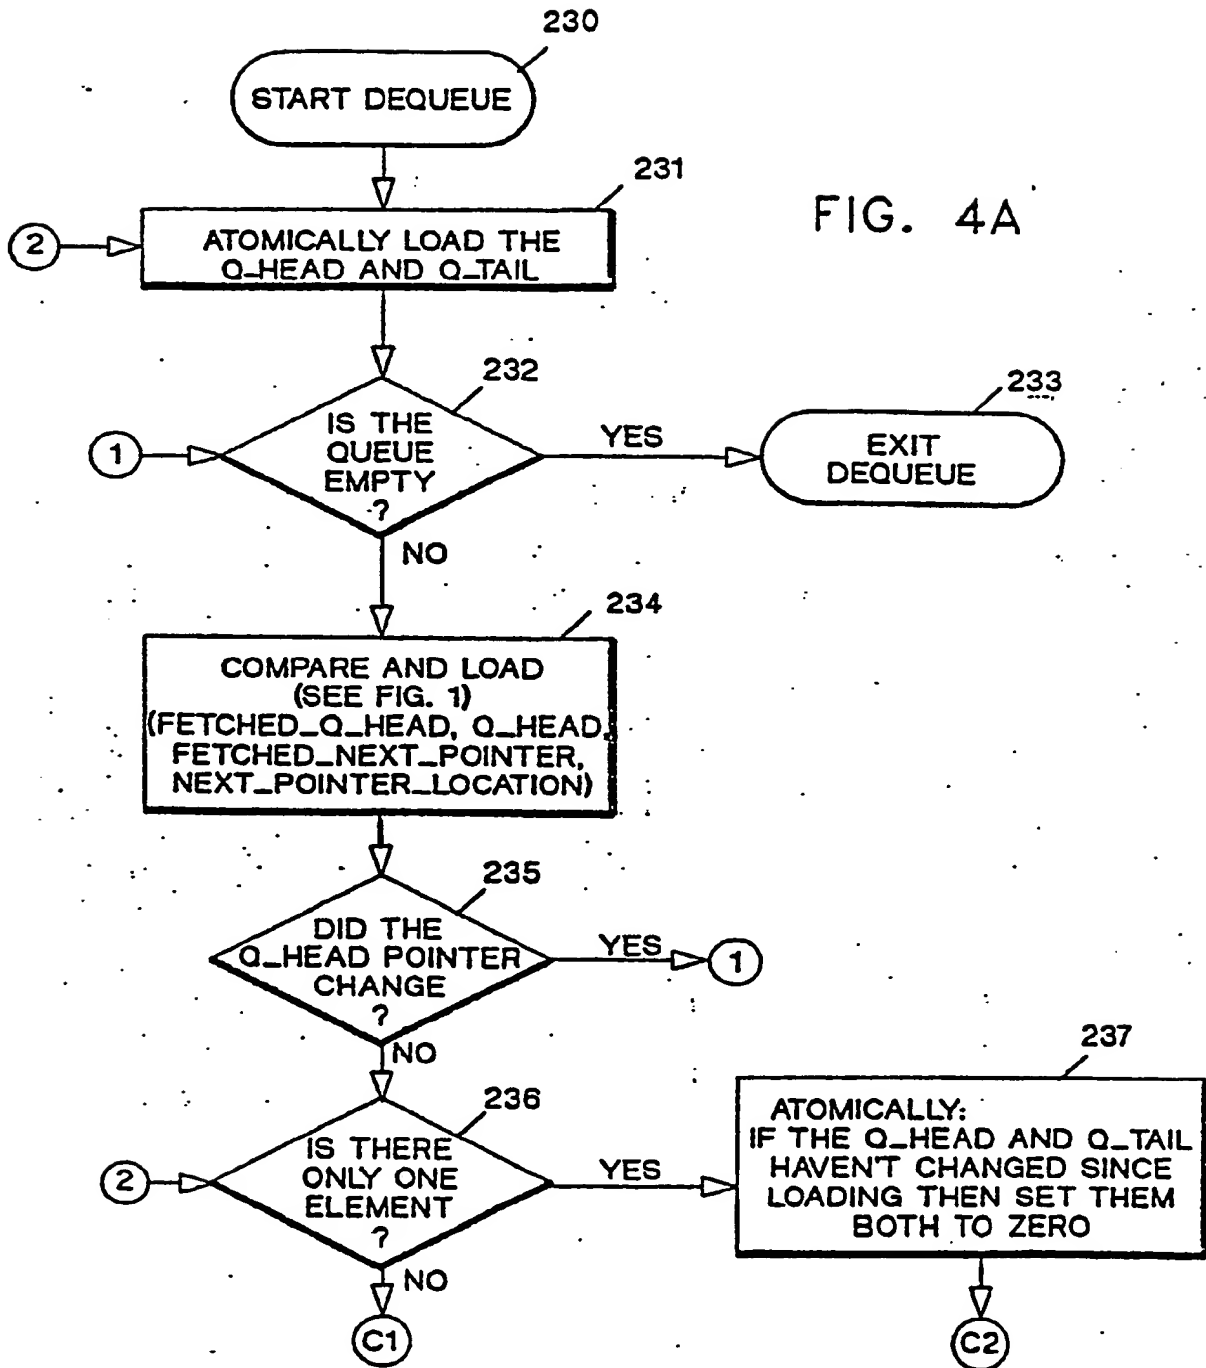 230
START DEQUEUE
231
FIG. 4A
2
ATOMICALLY LOAD THE
Q_HEAD AND Q_TAIL
232
233
1
IS THE
QUEUE
EMPTY
?
YES
EXIT
DEQUEUE
NO
234
COMPARE AND LOAD
(SEE FIG. 1)
(FETCHED_Q_HEAD, Q_HEAD,
FETCHED_NEXT_POINTER,
NEXT_POINTER_LOCATION)
235
DID THE
Q_HEAD POINTER
CHANGE
?
YES
1
NO
236
237
2
IS THERE
ONLY ONE
ELEMENT
?
YES
ATOMICALLY:
IF THE Q_HEAD AND Q_TAIL
HAVEN'T CHANGED SINCE
LOADING THEN SET THEM
BOTH TO ZERO
NO
C1
C2